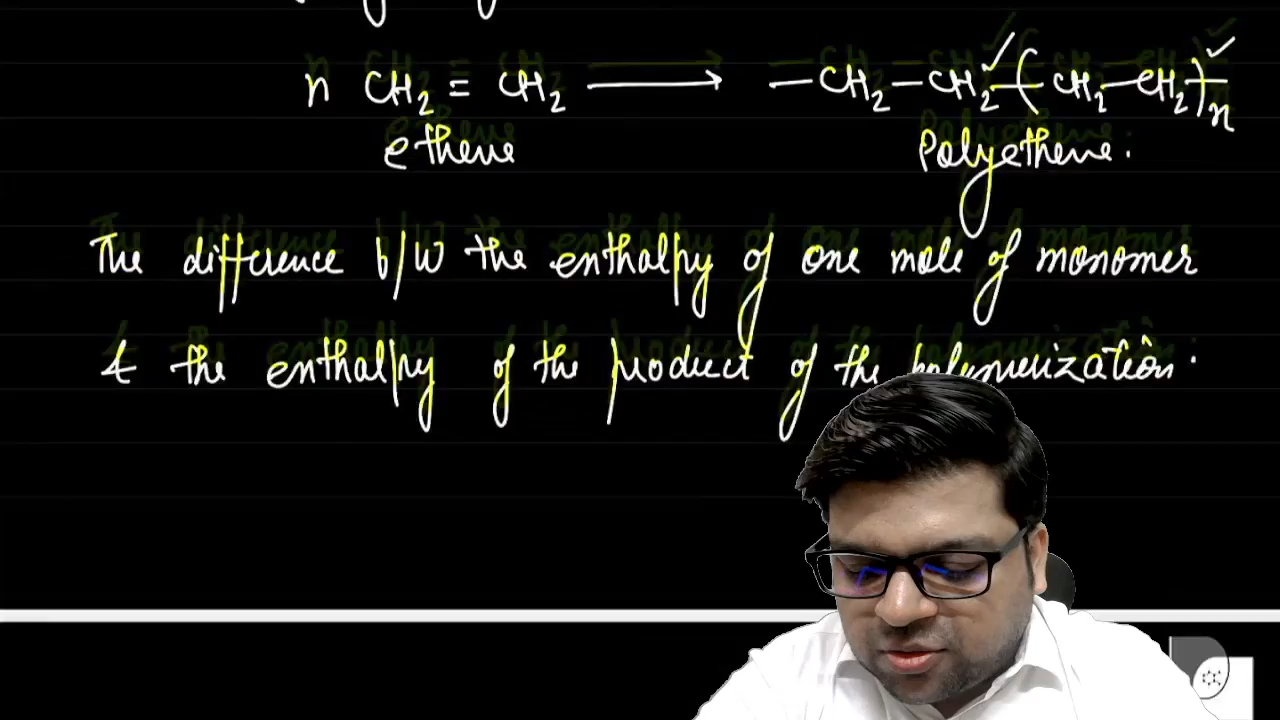 n CH2 = CH2 ⟶ —CH2—CH2—(CH2—CH2)n
ethene Polyethene.
The difference b/w the enthalpy of one mole of monomer
& the enthalpy of the product of the polymerization.